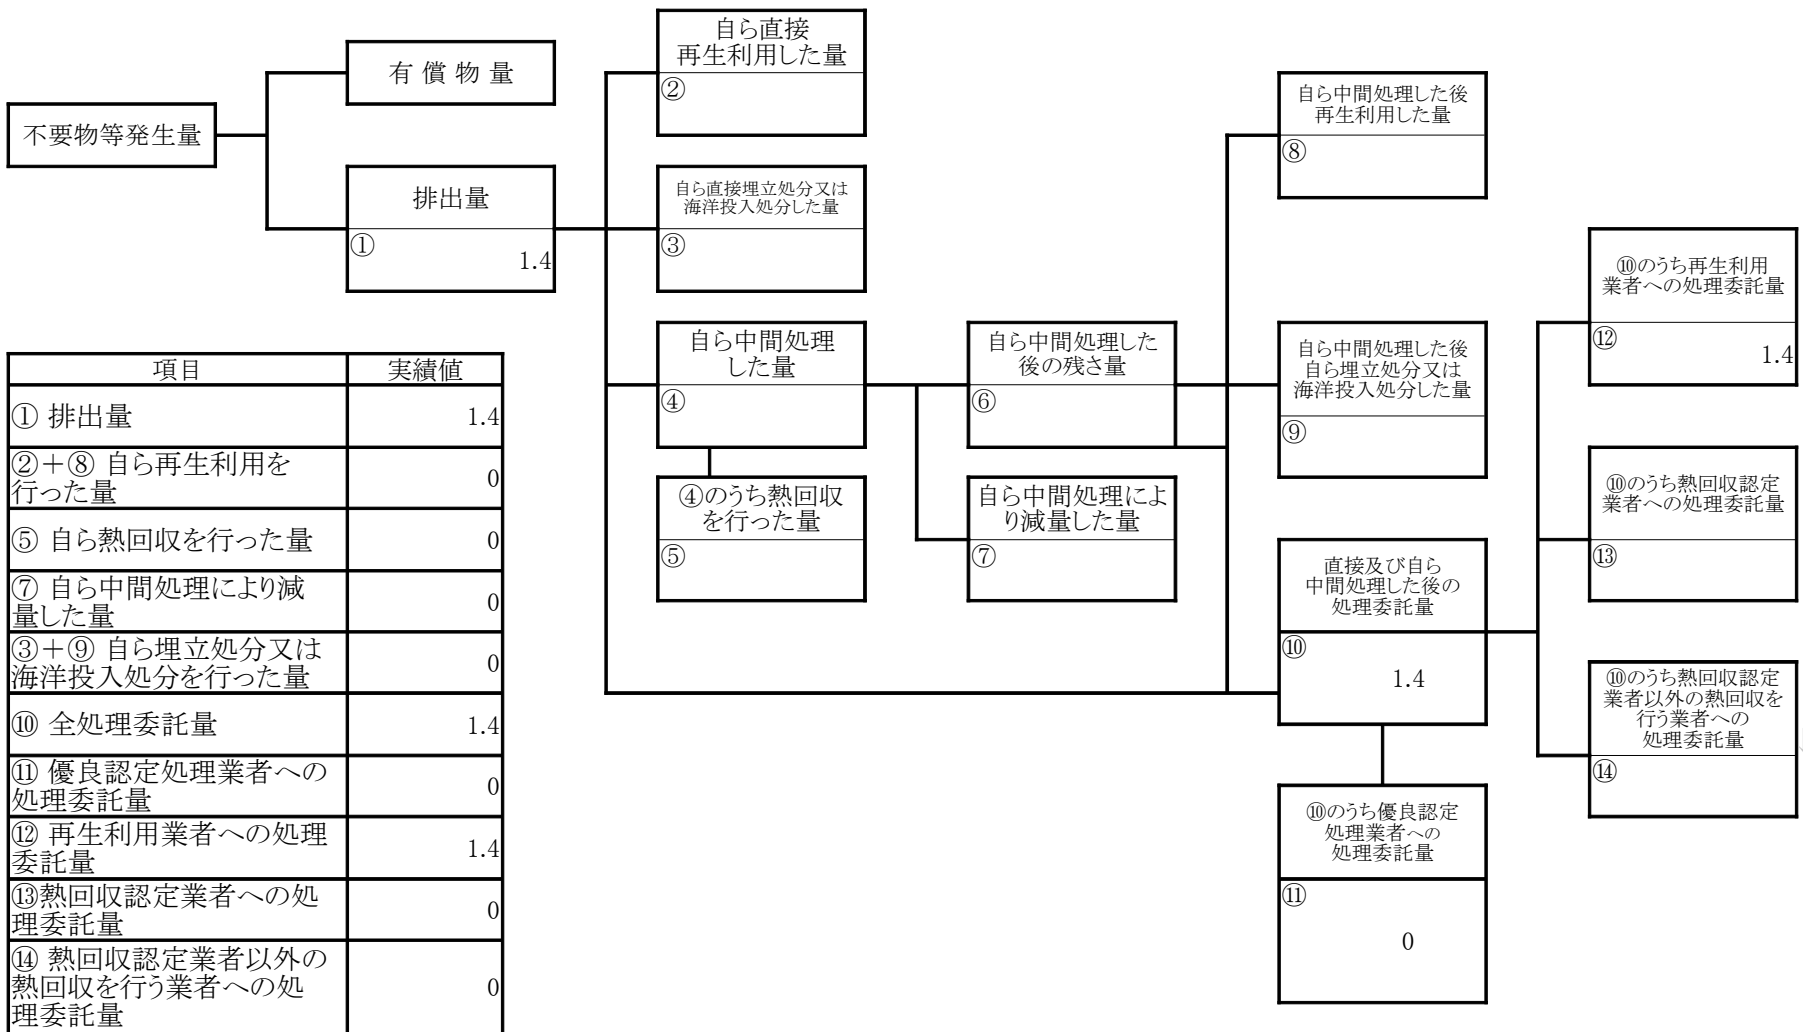 不要物等発生量
有 償 物 量
排出量
①
1.4
自ら直接
再生利用した量
②
自ら直接埋立処分又は
海洋投入処分した量
③
自ら中間処理
した量
④
④のうち熱回収
を行った量
⑤
自ら中間処理した
後の残さ量
⑥
自ら中間処理によ
り減量した量
⑦
自ら中間処理した後
再生利用した量
⑧
自ら中間処理した後
自ら埋立処分又は
海洋投入処分した量
⑨
直接及び自ら
中間処理した後の
処理委託量
⑩
1.4
⑩のうち優良認定
処理業者への
処理委託量
⑪
0
⑩のうち再生利用
業者への処理委託量
⑫
1.4
⑩のうち熱回収認定
業者への処理委託量
⑬
⑩のうち熱回収認定
業者以外の熱回収を
行う業者への
処理委託量
⑭
項目 実績値
① 排出量 1.4
②＋⑧ 自ら再生利用を
行った量 0
⑤ 自ら熱回収を行った量 0
⑦ 自ら中間処理により減
量した量 0
③＋⑨ 自ら埋立処分又は
海洋投入処分を行った量 0
⑩ 全処理委託量 1.4
⑪ 優良認定処理業者への
処理委託量 0
⑫ 再生利用業者への処理
委託量 1.4
⑬熱回収認定業者への処
理委託量 0
⑭ 熱回収認定業者以外の
熱回収を行う業者への処
理委託量 0